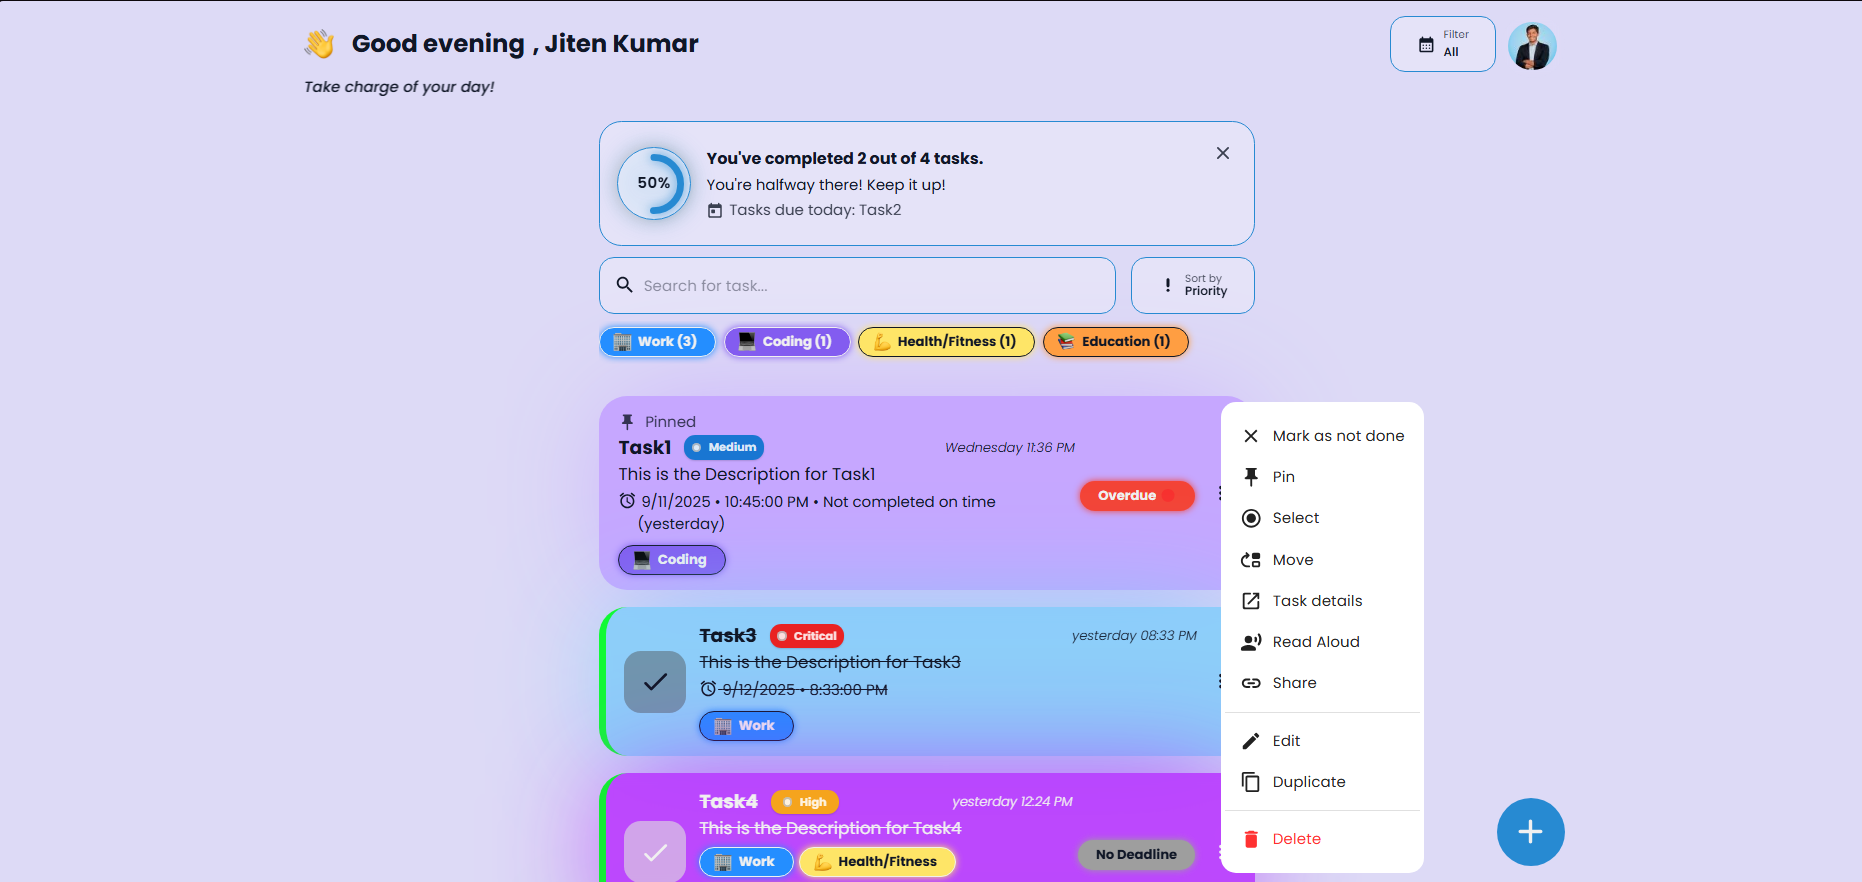 👋 Good evening , Jiten Kumar
Take charge of your day!
Filter
All
50%
You've completed 2 out of 4 tasks.
You're halfway there! Keep it up!
Tasks due today: Task2
Search for task...
Sort by
Priority
Work (3)
Coding (1)
Health/Fitness (1)
Education (1)
Pinned
Task1 Medium Wednesday 11:36 PM
This is the Description for Task1
9/11/2025 • 10:45:00 PM • Not completed on time
(yesterday)
Overdue
Coding
Task3 Critical yesterday 08:33 PM
This is the Description for Task3
9/12/2025 • 8:33:00 PM
Work
Task4 High yesterday 12:24 PM
This is the Description for Task4
Work Health/Fitness
No Deadline
Mark as not done
Pin
Select
Move
Task details
Read Aloud
Share
Edit
Duplicate
Delete